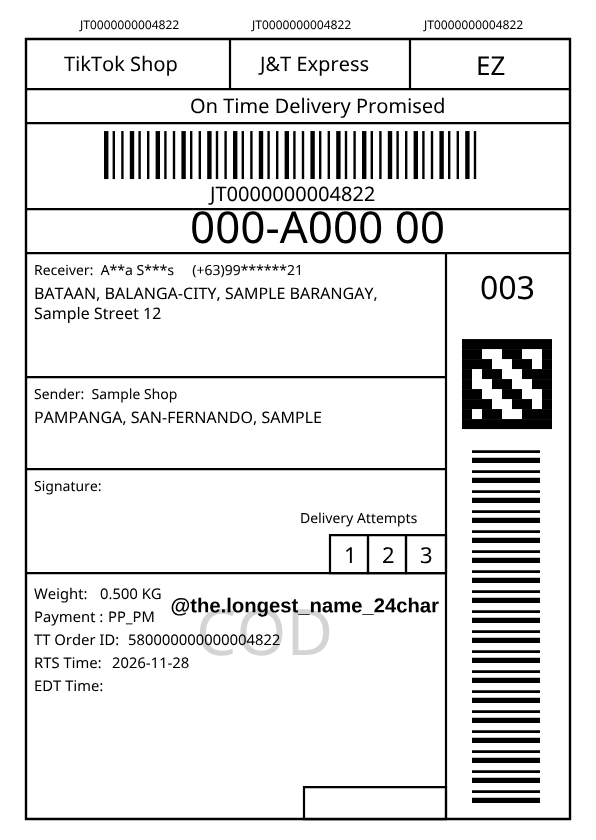 JT0000000004822 JT0000000004822 JT0000000004822
TikTok Shop J&T Express EZ
On Time Delivery Promised
JT0000000004822
000-A000 00
Receiver: A**a S***s (+63)99******21
BATAAN, BALANGA-CITY, SAMPLE BARANGAY,
Sample Street 12
003
Sender: Sample Shop
PAMPANGA, SAN-FERNANDO, SAMPLE
Signature:
Delivery Attempts
1 2 3
Weight: 0.500 KG
@the.longest_name_24char
Payment : PP_PM
COD
TT Order ID: 580000000000004822
RTS Time: 2026-11-28
EDT Time: